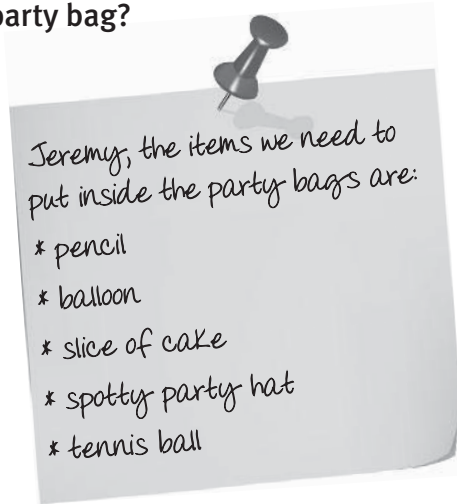 party bag?
Jeremy, the items we need to
put inside the party bags are:
* pencil
* balloon
* slice of cake
* spotty party hat
* tennis ball